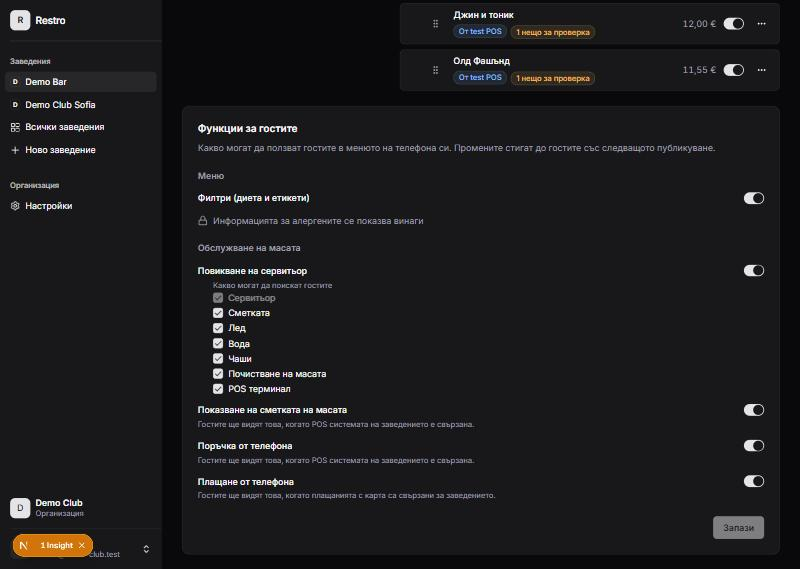 R Restro
Заведения
D Demo Bar
D Demo Club Sofia
Всички заведения
Ново заведение
Организация
Настройки
D Demo Club
Организация
N 1 Insight
club.test
Джин и тоник
От test POS 1 нещо за проверка
12,00 €
Олд Фашънд
От test POS 1 нещо за проверка
11,55 €
Функции за гостите
Какво могат да ползват гостите в менюто на телефона си. Промените стигат до гостите със следващото публикуване.
Меню
Филтри (диета и етикети)
Информацията за алергените се показва винаги
Обслужване на масата
Повикване на сервитьор
Какво могат да поискат гостите
Сервитьор
Сметката
Лед
Вода
Чаши
Почистване на масата
POS терминал
Показване на сметката на масата
Гостите ще видят това, когато POS системата на заведението е свързана.
Поръчка от телефона
Гостите ще видят това, когато POS системата на заведението е свързана.
Плащане от телефона
Гостите ще видят това, когато плащанията с карта са свързани за заведението.
Запази